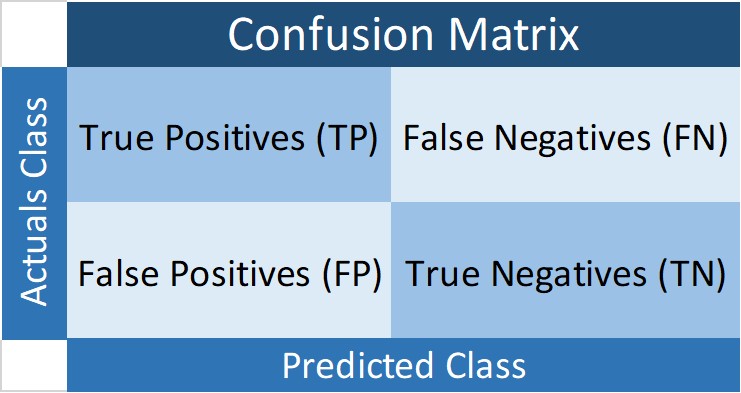 Confusion Matrix
Actuals Class
True Positives (TP)
False Negatives (FN)
False Positives (FP)
True Negatives (TN)
Predicted Class